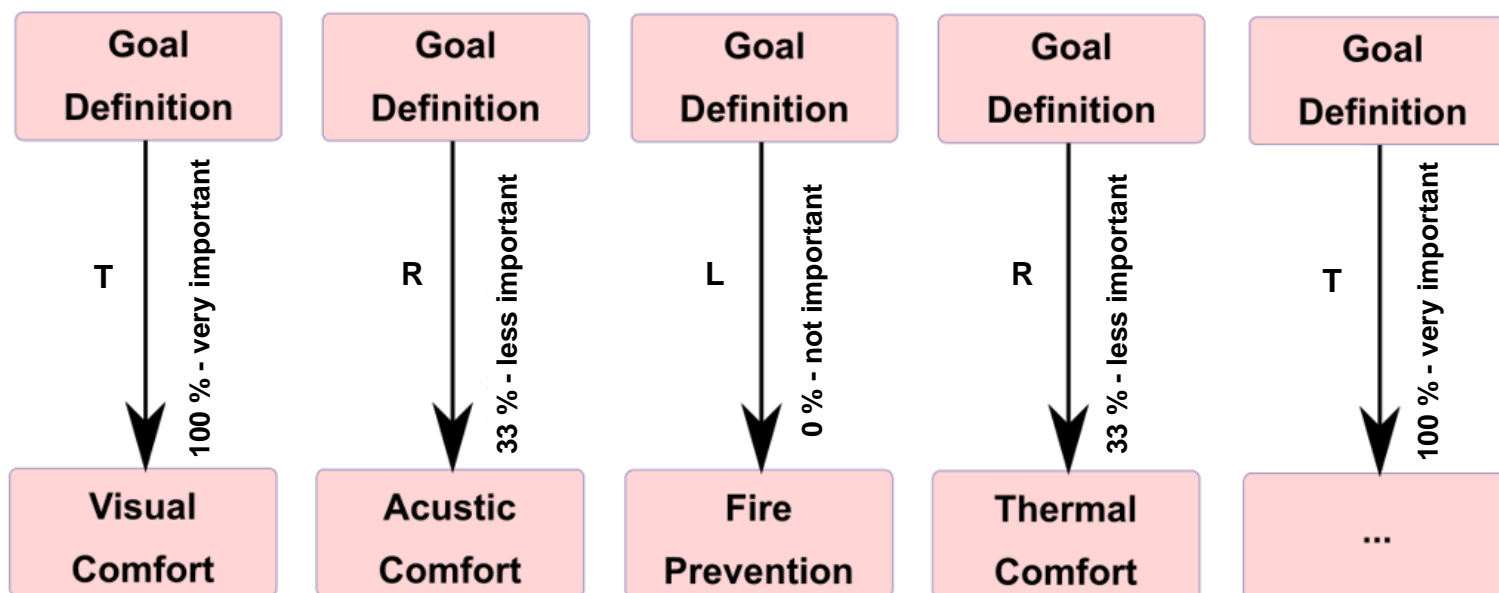 Goal
Definition
Goal
Definition
Goal
Definition
Goal
Definition
Goal
Definition
T
100 % - very important
R
33 % - less important
L
0 % - not important
R
33 % - less important
T
100 % - very important
Visual
Comfort
Acustic
Comfort
Fire
Prevention
Thermal
Comfort
...